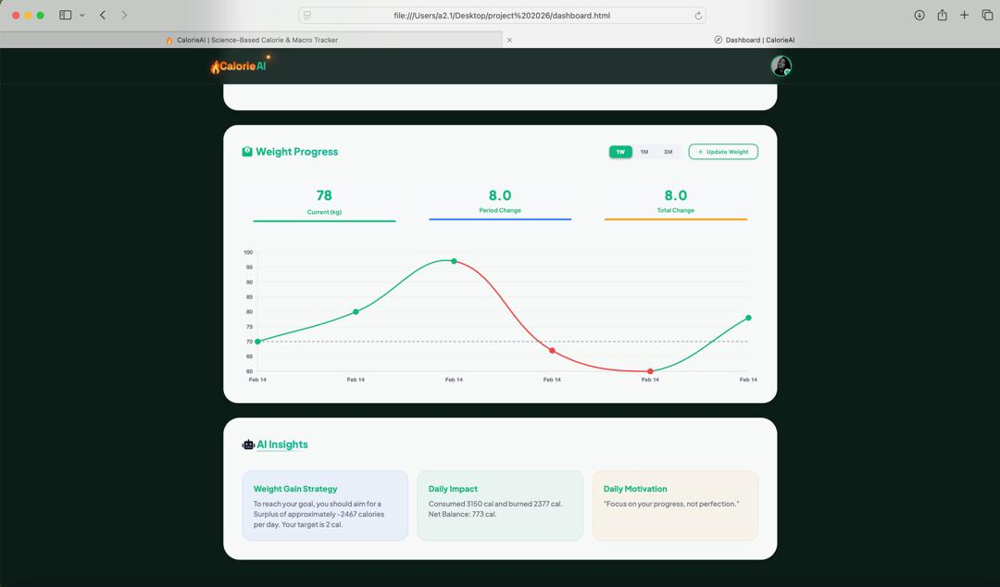 file:///Users/a2.1/Desktop/project%202026/dashboard.html
CalorieAI | Science-Based Calorie & Macro Tracker
Dashboard | CalorieAI
CalorieAI
Weight Progress
1W 1M 3M + Update Weight
78 8.0 8.0
Current (kg) Period Change Total Change
100
95
90
85
80
75
70
65
60
Feb 14 Feb 14 Feb 14 Feb 14 Feb 14 Feb 14
AI Insights
Weight Gain Strategy
To reach your goal, you should aim for a
Surplus of approximately -2467 calories
per day. Your target is 2 cal.
Daily Impact
Consumed 3150 cal and burned 2377 cal.
Net Balance: 773 cal.
Daily Motivation
"Focus on your progress, not perfection."